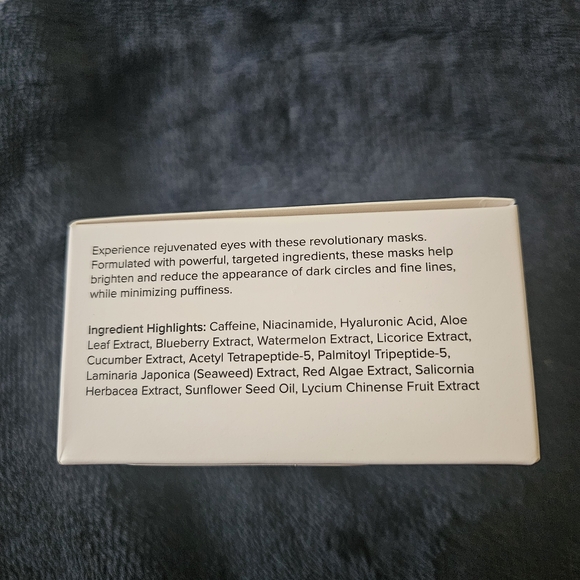 Experience rejuvenated eyes with these revolutionary masks.
Formulated with powerful, targeted ingredients, these masks help
brighten and reduce the appearance of dark circles and fine lines,
while minimizing puffiness.
Ingredient Highlights: Caffeine, Niacinamide, Hyaluronic Acid, Aloe
Leaf Extract, Blueberry Extract, Watermelon Extract, Licorice Extract,
Cucumber Extract, Acetyl Tetrapeptide-5, Palmitoyl Tripeptide-5,
Laminaria Japonica (Seaweed) Extract, Red Algae Extract, Salicornia
Herbacea Extract, Sunflower Seed Oil, Lycium Chinense Fruit Extract